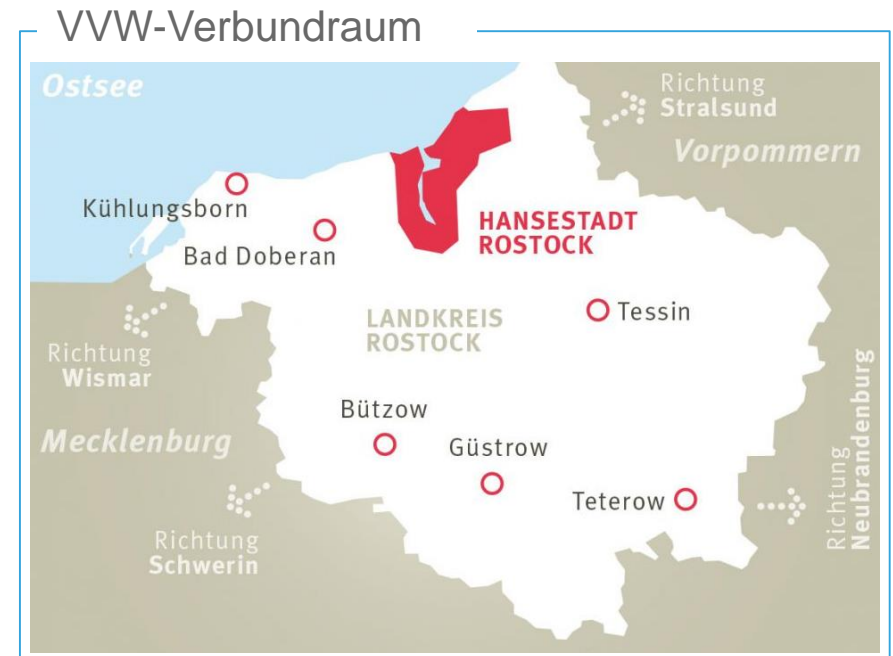 VVW-Verbundraum
Ostsee
Richtung
Stralsund
Vorpommern
Kühlungsborn
Bad Doberan
HANSESTADT
ROSTOCK
Tessin
LANDKREIS
ROSTOCK
Richtung
Wismar
Bützow
Mecklenburg
Güstrow
Teterow
Richtung
Neubrandenburg
Richtung
Schwerin